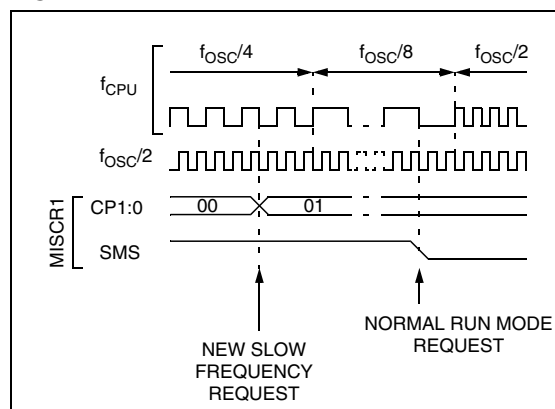 fOSC/4 fOSC/8 fOSC/2
fCPU
fOSC/2
MISCR1
CP1:0 00 01
SMS
NEW SLOW
FREQUENCY
REQUEST
NORMAL RUN MODE
REQUEST